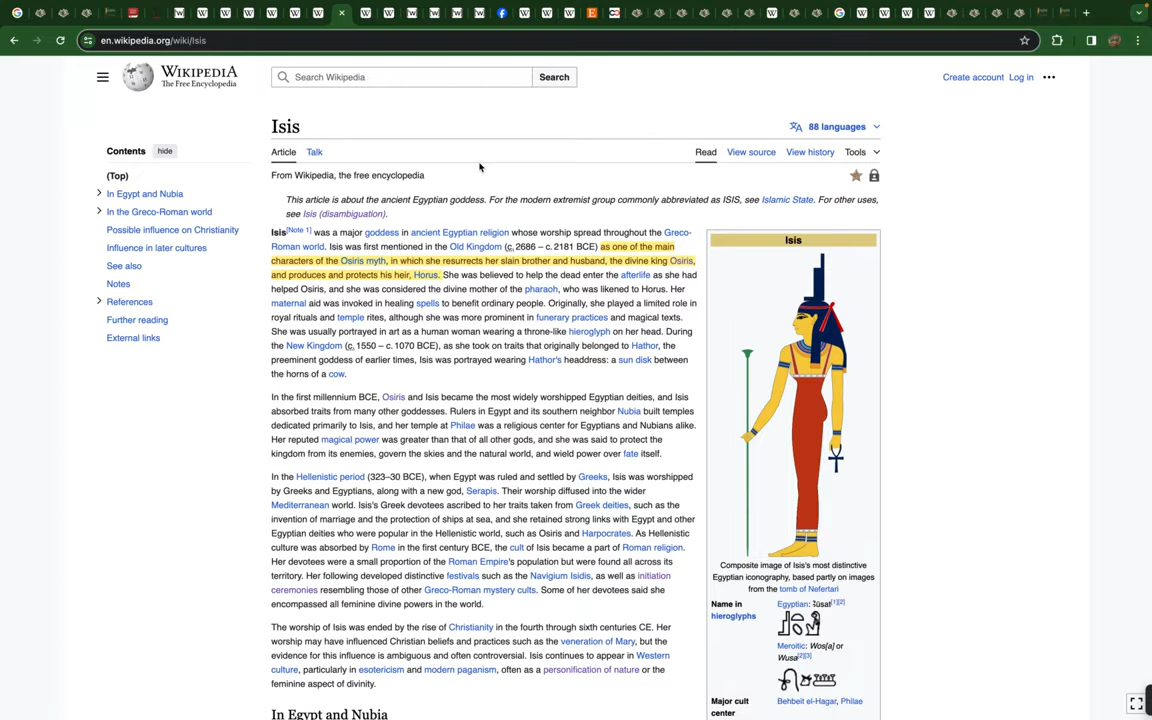 en.wikipedia.org/wiki/Isis
WIKIPEDIA
The Free Encyclopedia
Search Wikipedia
Search
Create account Log in
Contents hide
(Top)
In Egypt and Nubia
In the Greco-Roman world
Possible influence on Christianity
Influence in later cultures
See also
Notes
References
Further reading
External links
Isis
88 languages
Article Talk
Read View source View history Tools
From Wikipedia, the free encyclopedia
This article is about the ancient Egyptian goddess. For the modern extremist group commonly abbreviated as ISIS, see Islamic State. For other uses,
see Isis (disambiguation).
Isis[Note 1] was a major goddess in ancient Egyptian religion whose worship spread throughout the Greco-
Roman world. Isis was first mentioned in the Old Kingdom (c. 2686 – c. 2181 BCE) as one of the main
characters of the Osiris myth, in which she resurrects her slain brother and husband, the divine king Osiris,
and produces and protects his heir, Horus. She was believed to help the dead enter the afterlife as she had
helped Osiris, and she was considered the divine mother of the pharaoh, who was likened to Horus. Her
maternal aid was invoked in healing spells to benefit ordinary people. Originally, she played a limited role in
royal rituals and temple rites, although she was more prominent in funerary practices and magical texts.
She was usually portrayed in art as a human woman wearing a throne-like hieroglyph on her head. During
the New Kingdom (c. 1550 – c. 1070 BCE), as she took on traits that originally belonged to Hathor, the
preeminent goddess of earlier times, Isis was portrayed wearing Hathor's headdress: a sun disk between
the horns of a cow.
In the first millennium BCE, Osiris and Isis became the most widely worshipped Egyptian deities, and Isis
absorbed traits from many other goddesses. Rulers in Egypt and its southern neighbor Nubia built temples
dedicated primarily to Isis, and her temple at Philae was a religious center for Egyptians and Nubians alike.
Her reputed magical power was greater than that of all other gods, and she was said to protect the
kingdom from its enemies, govern the skies and the natural world, and wield power over fate itself.
In the Hellenistic period (323–30 BCE), when Egypt was ruled and settled by Greeks, Isis was worshipped
by Greeks and Egyptians, along with a new god, Serapis. Their worship diffused into the wider
Mediterranean world. Isis's Greek devotees ascribed to her traits taken from Greek deities, such as the
invention of marriage and the protection of ships at sea, and she retained strong links with Egypt and other
Egyptian deities who were popular in the Hellenistic world, such as Osiris and Harpocrates. As Hellenistic
culture was absorbed by Rome in the first century BCE, the cult of Isis became a part of Roman religion.
Her devotees were a small proportion of the Roman Empire's population but were found all across its
territory. Her following developed distinctive festivals such as the Navigium Isidis, as well as initiation
ceremonies resembling those of other Greco-Roman mystery cults. Some of her devotees said she
encompassed all feminine divine powers in the world.
The worship of Isis was ended by the rise of Christianity in the fourth through sixth centuries CE. Her
worship may have influenced Christian beliefs and practices such as the veneration of Mary, but the
evidence for this influence is ambiguous and often controversial. Isis continues to appear in Western
culture, particularly in esotericism and modern paganism, often as a personification of nature or the
feminine aspect of divinity.
In Egypt and Nubia
Isis
Composite image of Isis's most distinctive
Egyptian iconography, based partly on images
from the tomb of Nefertari
Name in
hieroglyphs
Egyptian: [1][2]
Meroitic: Wos[a] or
Wusa[2][3]
Major cult
center
Behbeit el-Hagar, Philae